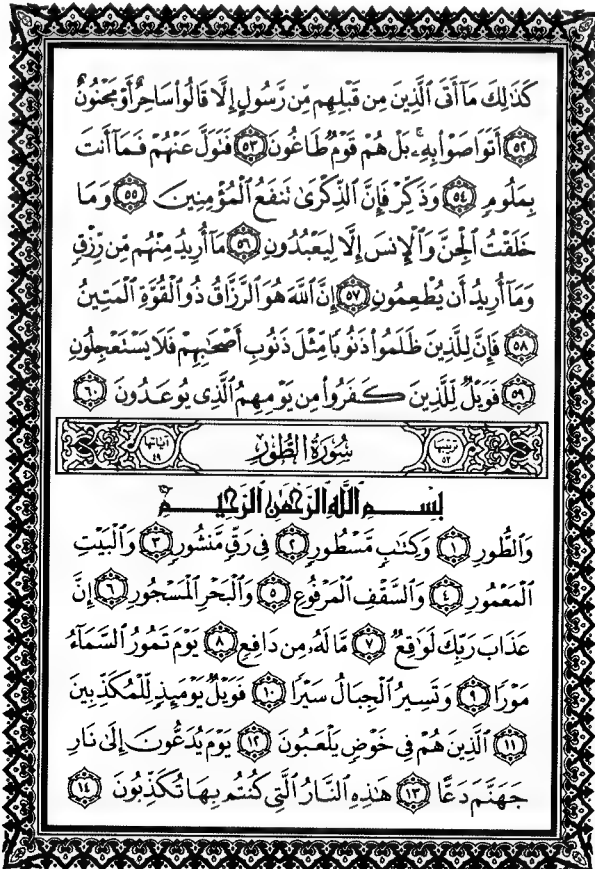 كَذَٰلِكَ مَآ أَتَى ٱلَّذِينَ مِن قَبْلِهِم مِّن رَّسُولٍ إِلَّا قَالُوا۟ سَاحِرٌ أَوْ مَجْنُونٌ
﴿٥٢﴾ أَتَوَاصَوْا۟ بِهِۦ ۚ بَلْ هُمْ قَوْمٌ طَاغُونَ ﴿٥٣﴾ فَتَوَلَّ عَنْهُمْ فَمَآ أَنتَ
بِمَلُومٍ ﴿٥٤﴾ وَذَكِّرْ فَإِنَّ ٱلذِّكْرَىٰ تَنفَعُ ٱلْمُؤْمِنِينَ ﴿٥٥﴾ وَمَا
خَلَقْتُ ٱلْجِنَّ وَٱلْإِنسَ إِلَّا لِيَعْبُدُونِ ﴿٥٦﴾ مَآ أُرِيدُ مِنْهُم مِّن رِّزْقٍ
وَمَآ أُرِيدُ أَن يُطْعِمُونِ ﴿٥٧﴾ إِنَّ ٱللَّهَ هُوَ ٱلرَّزَّاقُ ذُو ٱلْقُوَّةِ ٱلْمَتِينُ
﴿٥٨﴾ فَإِنَّ لِلَّذِينَ ظَلَمُوا۟ ذَنُوبًا مِّثْلَ ذَنُوبِ أَصْحَٰبِهِمْ فَلَا يَسْتَعْجِلُونِ
﴿٥٩﴾ فَوَيْلٌ لِّلَّذِينَ كَفَرُوا۟ مِن يَوْمِهِمُ ٱلَّذِى يُوعَدُونَ ﴿٦٠﴾
ترتيبها ٥٢ سُورَةُ الطُّورِ آياتها ٤٩
بِسْمِ ٱللَّهِ ٱلرَّحْمَٰنِ ٱلرَّحِيمِ
وَٱلطُّورِ ﴿١﴾ وَكِتَٰبٍ مَّسْطُورٍ ﴿٢﴾ فِى رَقٍّ مَّنشُورٍ ﴿٣﴾ وَٱلْبَيْتِ
ٱلْمَعْمُورِ ﴿٤﴾ وَٱلسَّقْفِ ٱلْمَرْفُوعِ ﴿٥﴾ وَٱلْبَحْرِ ٱلْمَسْجُورِ ﴿٦﴾ إِنَّ
عَذَابَ رَبِّكَ لَوَٰقِعٌ ﴿٧﴾ مَّا لَهُۥ مِن دَافِعٍ ﴿٨﴾ يَوْمَ تَمُورُ ٱلسَّمَآءُ
مَوْرًا ﴿٩﴾ وَتَسِيرُ ٱلْجِبَالُ سَيْرًا ﴿١٠﴾ فَوَيْلٌ يَوْمَئِذٍ لِّلْمُكَذِّبِينَ
﴿١١﴾ ٱلَّذِينَ هُمْ فِى خَوْضٍ يَلْعَبُونَ ﴿١٢﴾ يَوْمَ يُدَعُّونَ إِلَىٰ نَارِ
جَهَنَّمَ دَعًّا ﴿١٣﴾ هَٰذِهِ ٱلنَّارُ ٱلَّتِى كُنتُم بِهَا تُكَذِّبُونَ ﴿١٤﴾